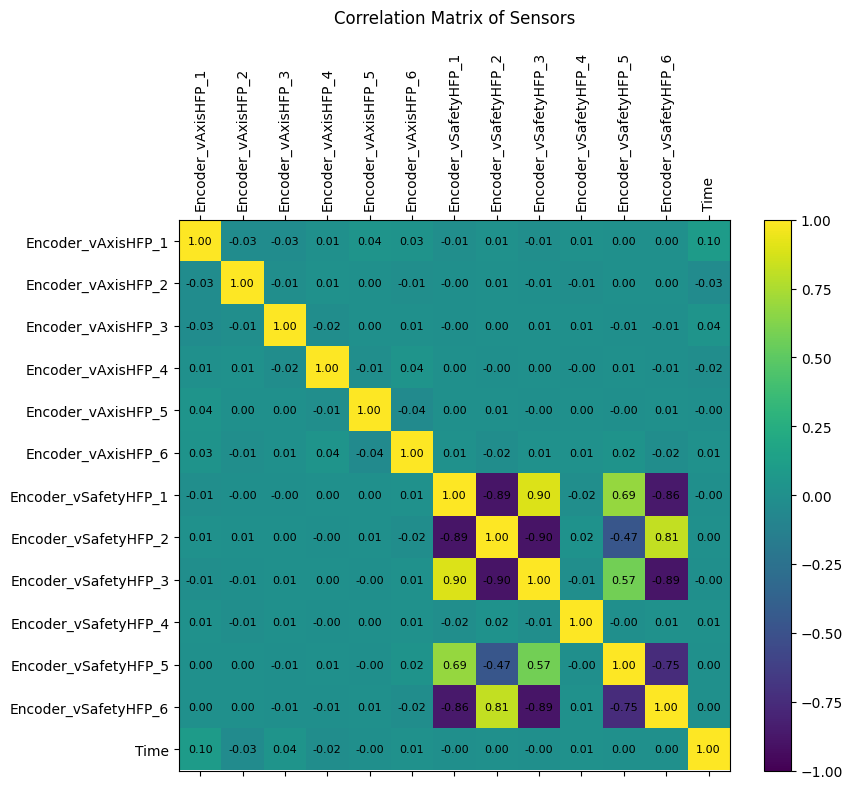 Correlation Matrix of Sensors
Encoder_vAxisHFP_1
Encoder_vAxisHFP_2
Encoder_vAxisHFP_3
Encoder_vAxisHFP_4
Encoder_vAxisHFP_5
Encoder_vAxisHFP_6
Encoder_vSafetyHFP_1
Encoder_vSafetyHFP_2
Encoder_vSafetyHFP_3
Encoder_vSafetyHFP_4
Encoder_vSafetyHFP_5
Encoder_vSafetyHFP_6
Time
Encoder_vAxisHFP_1 1.00 -0.03 -0.03 0.01 0.04 0.03 -0.01 0.01 -0.01 0.01 0.00 0.00 0.10
Encoder_vAxisHFP_2 -0.03 1.00 -0.01 0.01 0.00 -0.01 -0.00 0.01 -0.01 -0.01 0.00 0.00 -0.03
Encoder_vAxisHFP_3 -0.03 -0.01 1.00 -0.02 0.00 0.01 -0.00 0.00 0.01 0.01 -0.01 -0.01 0.04
Encoder_vAxisHFP_4 0.01 0.01 -0.02 1.00 -0.01 0.04 0.00 -0.00 0.00 -0.00 0.01 -0.01 -0.02
Encoder_vAxisHFP_5 0.04 0.00 0.00 -0.01 1.00 -0.04 0.00 0.01 -0.00 0.00 -0.00 0.01 -0.00
Encoder_vAxisHFP_6 0.03 -0.01 0.01 0.04 -0.04 1.00 0.01 -0.02 0.01 0.01 0.02 -0.02 0.01
Encoder_vSafetyHFP_1 -0.01 -0.00 -0.00 0.00 0.00 0.01 1.00 -0.89 0.90 -0.02 0.69 -0.86 -0.00
Encoder_vSafetyHFP_2 0.01 0.01 0.00 -0.00 0.01 -0.02 -0.89 1.00 -0.90 0.02 -0.47 0.81 0.00
Encoder_vSafetyHFP_3 -0.01 -0.01 0.01 0.00 -0.00 0.01 0.90 -0.90 1.00 -0.01 0.57 -0.89 -0.00
Encoder_vSafetyHFP_4 0.01 -0.01 0.01 -0.00 0.00 0.01 -0.02 0.02 -0.01 1.00 -0.00 0.01 0.01
Encoder_vSafetyHFP_5 0.00 0.00 -0.01 0.01 -0.00 0.02 0.69 -0.47 0.57 -0.00 1.00 -0.75 0.00
Encoder_vSafetyHFP_6 0.00 0.00 -0.01 -0.01 0.01 -0.02 -0.86 0.81 -0.89 0.01 -0.75 1.00 0.00
Time 0.10 -0.03 0.04 -0.02 -0.00 0.01 -0.00 0.00 -0.00 0.01 0.00 0.00 1.00
1.00
0.75
0.50
0.25
0.00
−0.25
−0.50
−0.75
−1.00